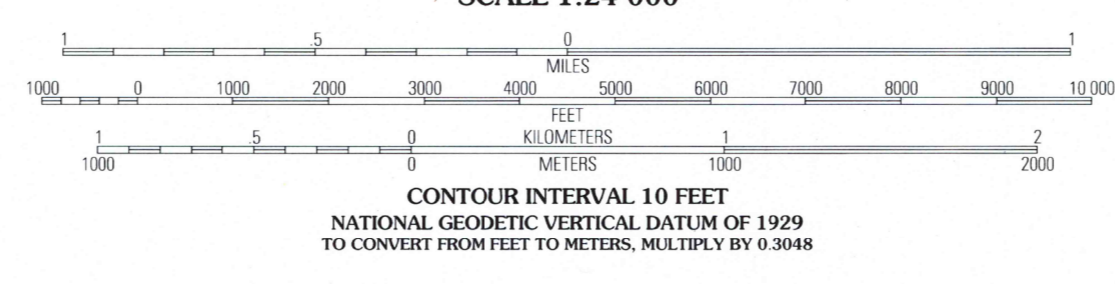 SCALE 1:24 000
1 .5 0 1
MILES
1000 0 1000 2000 3000 4000 5000 6000 7000 8000 9000 10 000
FEET
1 .5 0 KILOMETERS 1 2
1000 0 METERS 1000 2000
CONTOUR INTERVAL 10 FEET
NATIONAL GEODETIC VERTICAL DATUM OF 1929
TO CONVERT FROM FEET TO METERS, MULTIPLY BY 0.3048